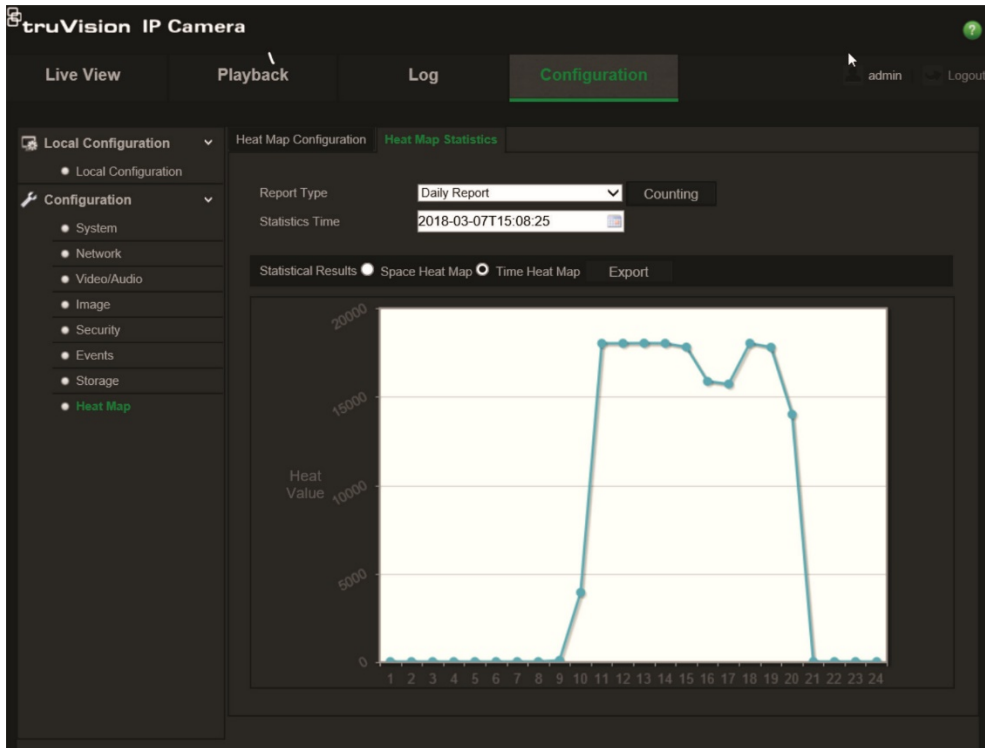 truVision IP Camera
?
Live View Playback Log Configuration admin Logout
Local Configuration
Local Configuration
Configuration
System
Network
Video/Audio
Image
Security
Events
Storage
Heat Map
Heat Map Configuration Heat Map Statistics
Report Type Daily Report Counting
Statistics Time 2018-03-07T15:08:25
Statistical Results Space Heat Map Time Heat Map Export
20000
15000
Heat
Value
10000
5000
0
1 2 3 4 5 6 7 8 9 10 11 12 13 14 15 16 17 18 19 20 21 22 23 24